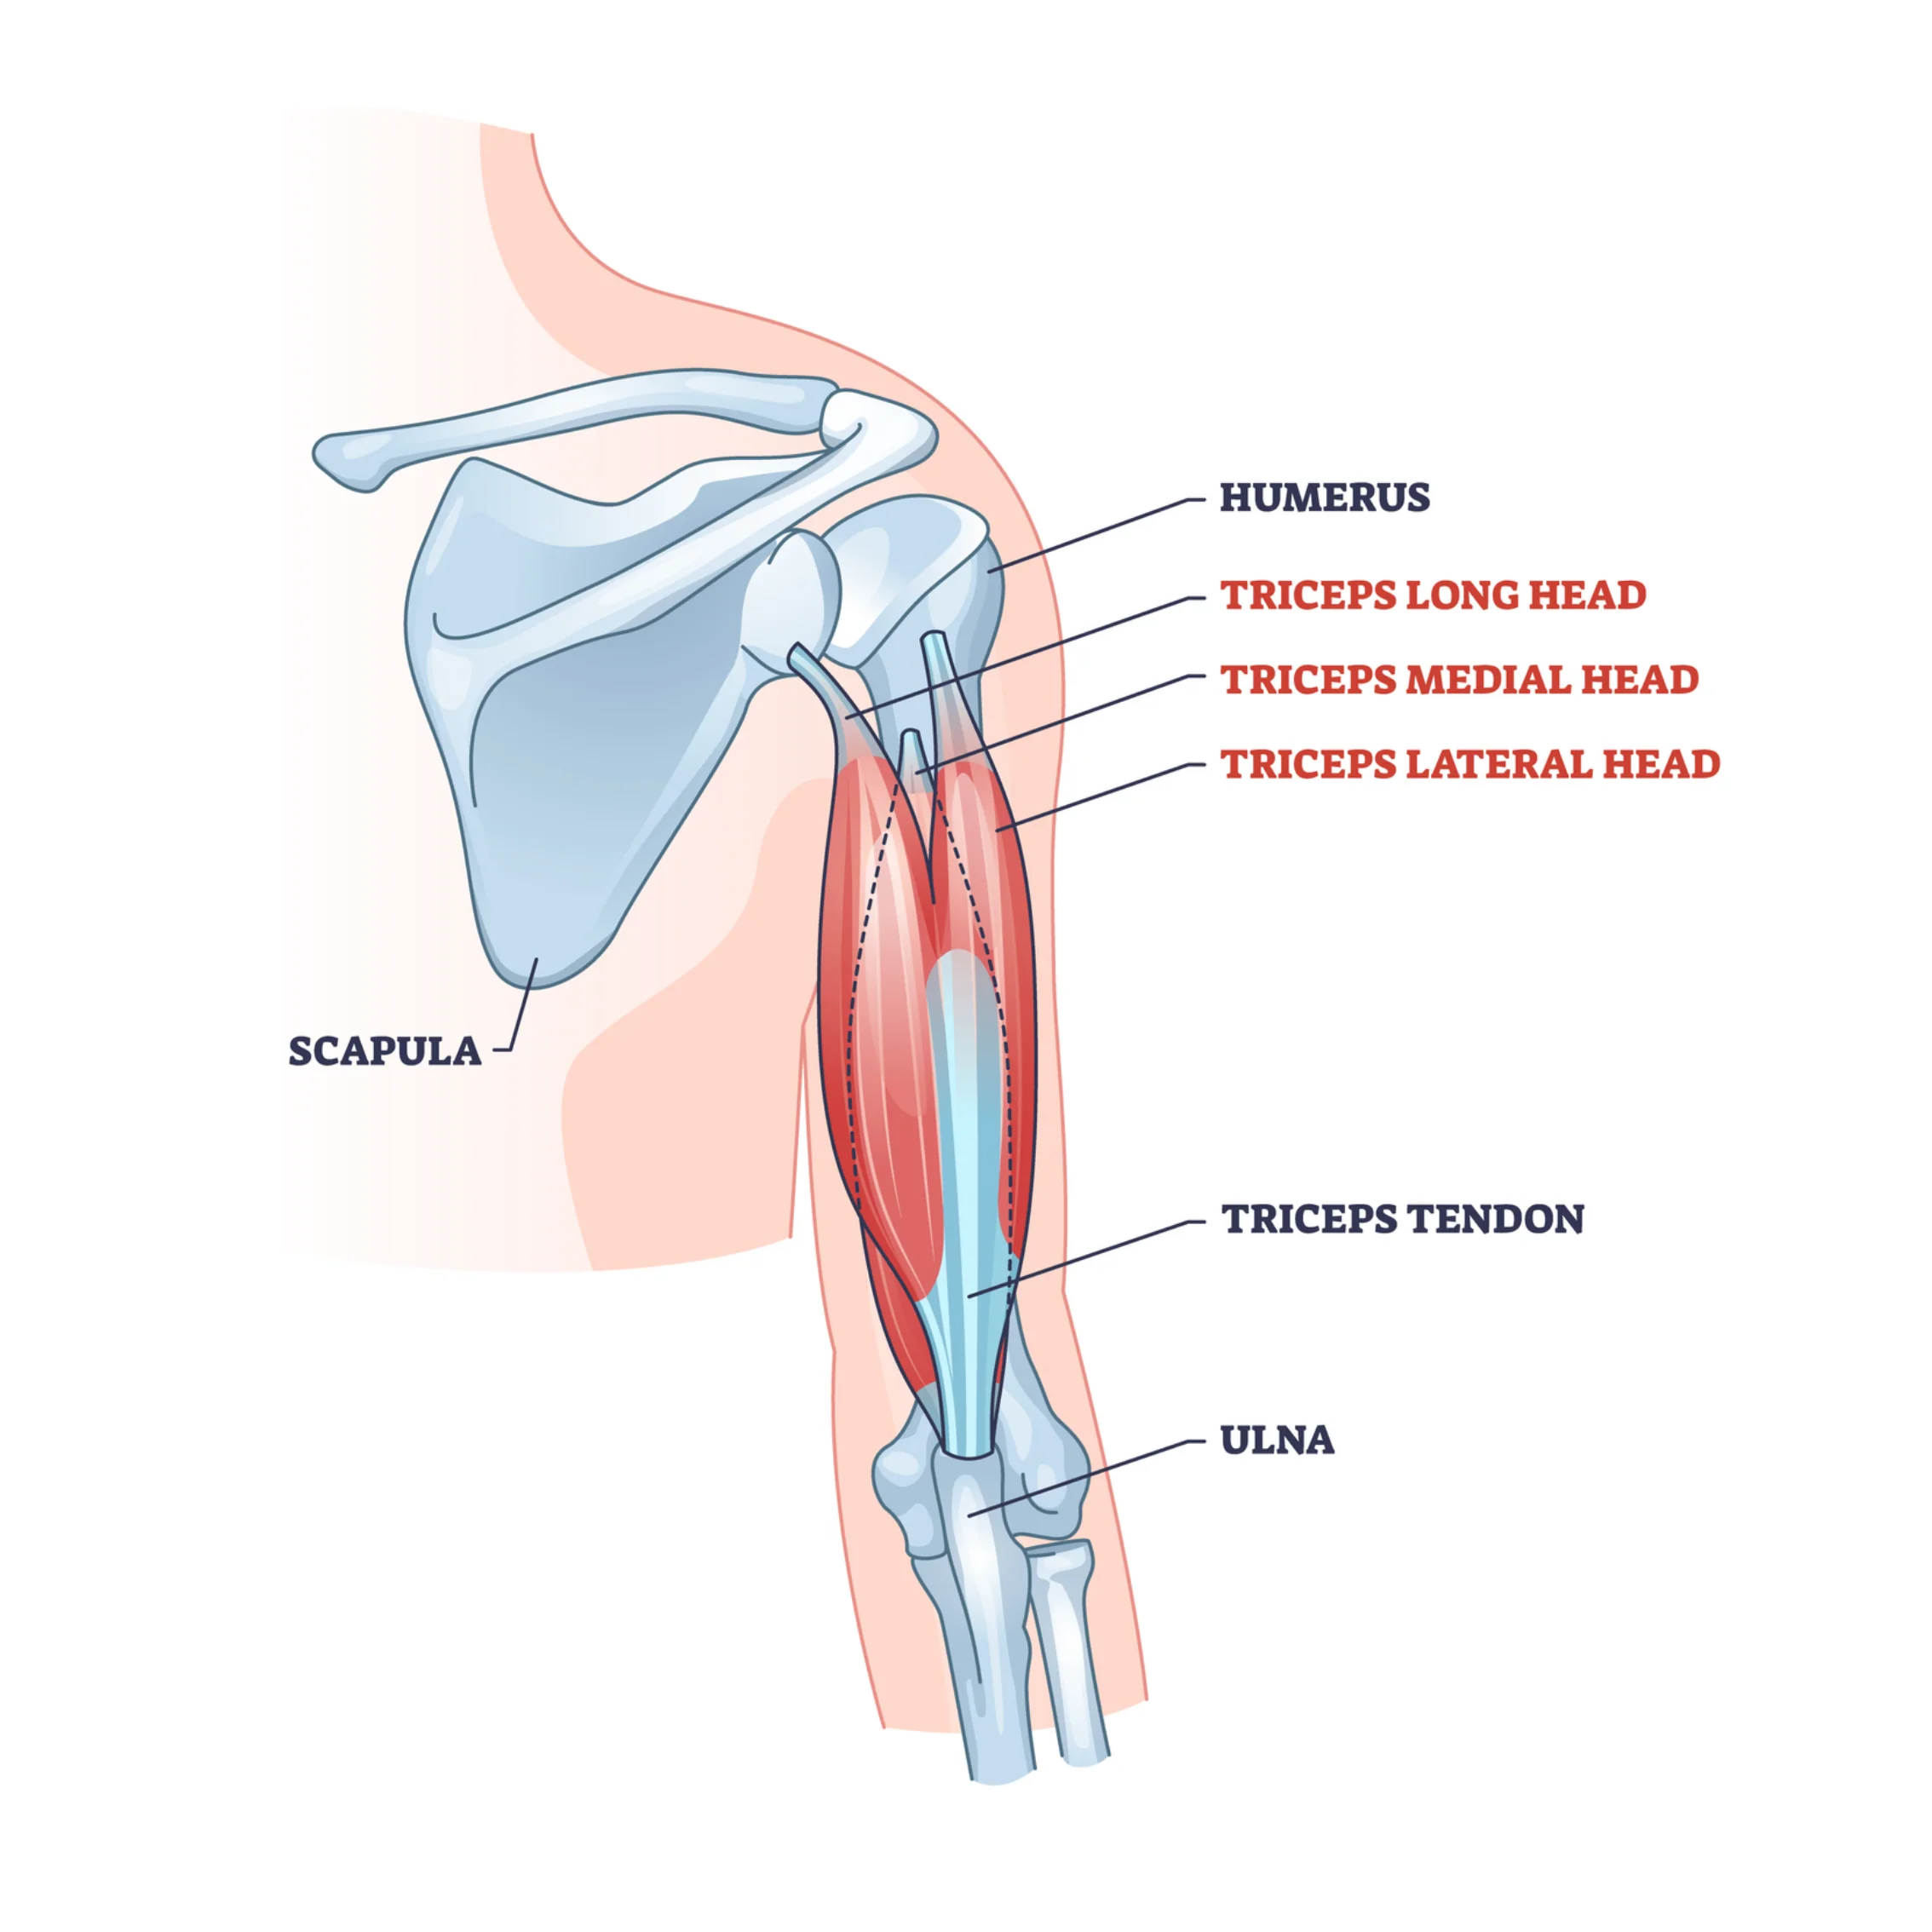 HUMERUS
TRICEPS LONG HEAD
TRICEPS MEDIAL HEAD
TRICEPS LATERAL HEAD
SCAPULA
TRICEPS TENDON
ULNA